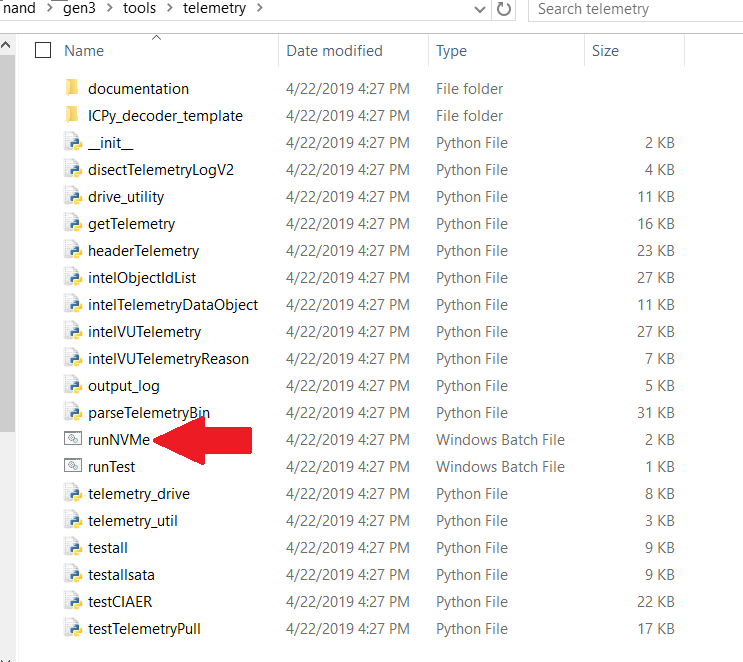 nand > gen3 > tools > telemetry > Search telemetry
Name Date modified Type Size
documentation 4/22/2019 4:27 PM File folder
ICPy_decoder_template 4/22/2019 4:27 PM File folder
__init__ 4/22/2019 4:27 PM Python File 2 KB
disectTelemetryLogV2 4/22/2019 4:27 PM Python File 4 KB
drive_utility 4/22/2019 4:27 PM Python File 11 KB
getTelemetry 4/22/2019 4:27 PM Python File 16 KB
headerTelemetry 4/22/2019 4:27 PM Python File 23 KB
intelObjectIdList 4/22/2019 4:27 PM Python File 27 KB
intelTelemetryDataObject 4/22/2019 4:27 PM Python File 11 KB
intelVUTelemetry 4/22/2019 4:27 PM Python File 27 KB
intelVUTelemetryReason 4/22/2019 4:27 PM Python File 7 KB
output_log 4/22/2019 4:27 PM Python File 5 KB
parseTelemetryBin 4/22/2019 4:27 PM Python File 31 KB
runNVMe 4/22/2019 4:27 PM Windows Batch File 2 KB
runTest 4/22/2019 4:27 PM Windows Batch File 1 KB
telemetry_drive 4/22/2019 4:27 PM Python File 8 KB
telemetry_util 4/22/2019 4:27 PM Python File 3 KB
testall 4/22/2019 4:27 PM Python File 9 KB
testallsata 4/22/2019 4:27 PM Python File 9 KB
testCIAER 4/22/2019 4:27 PM Python File 22 KB
testTelemetryPull 4/22/2019 4:27 PM Python File 17 KB